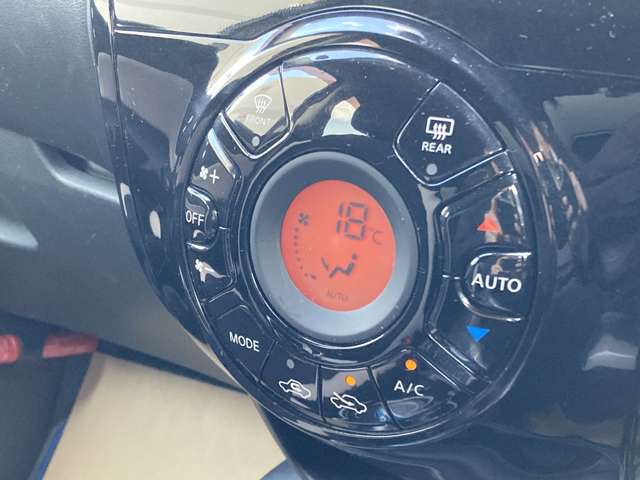 FRONT
REAR
+
OFF
18°C
AUTO
AUTO
MODE
A/C